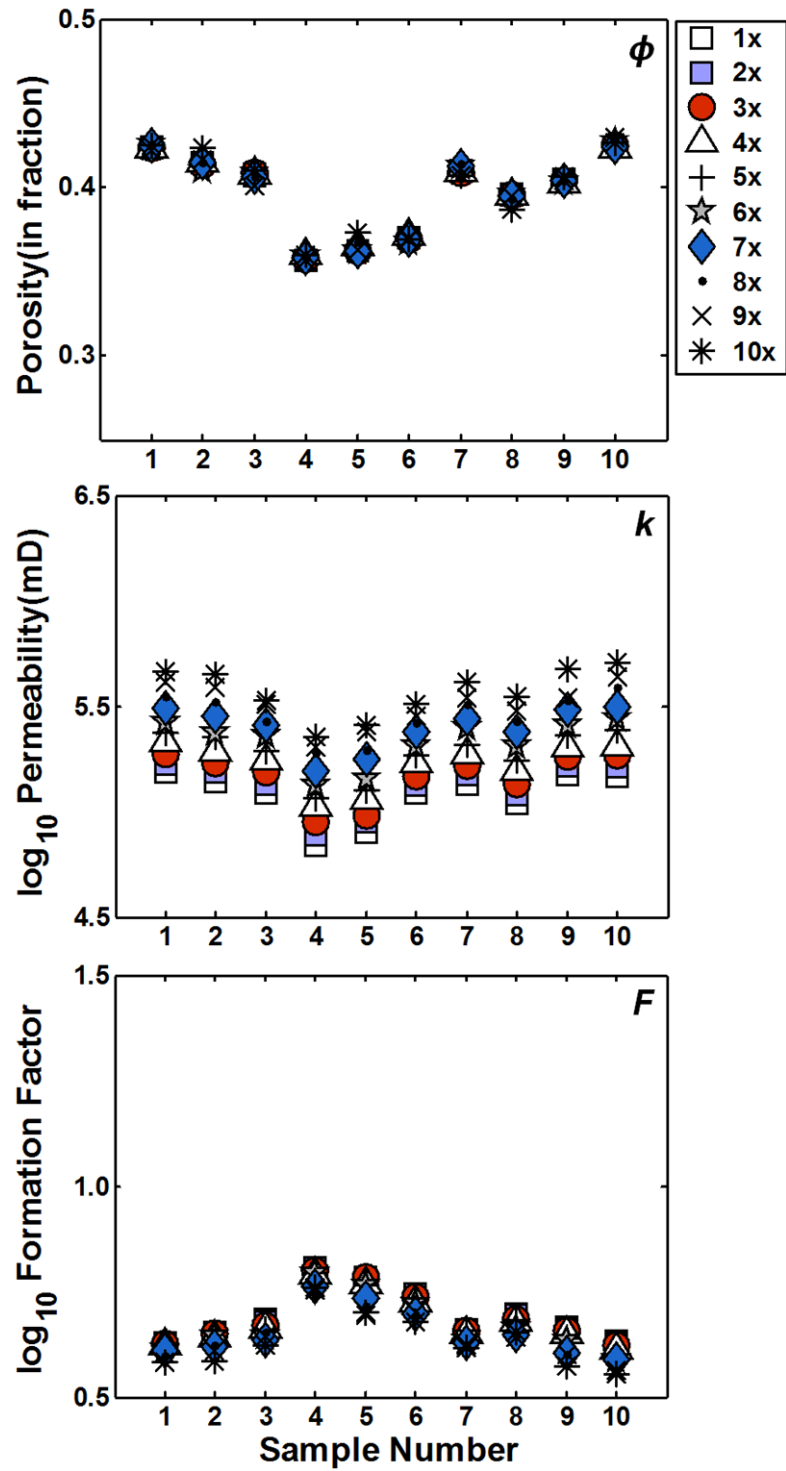 0.5
0.4
0.3
Porosity(in fraction)
ϕ
1 2 3 4 5 6 7 8 9 10
1x
2x
3x
4x
5x
6x
7x
8x
9x
10x
6.5
5.5
4.5
log10 Permeability(mD)
k
1 2 3 4 5 6 7 8 9 10
1.5
1.0
0.5
log10 Formation Factor
F
1 2 3 4 5 6 7 8 9 10
Sample Number